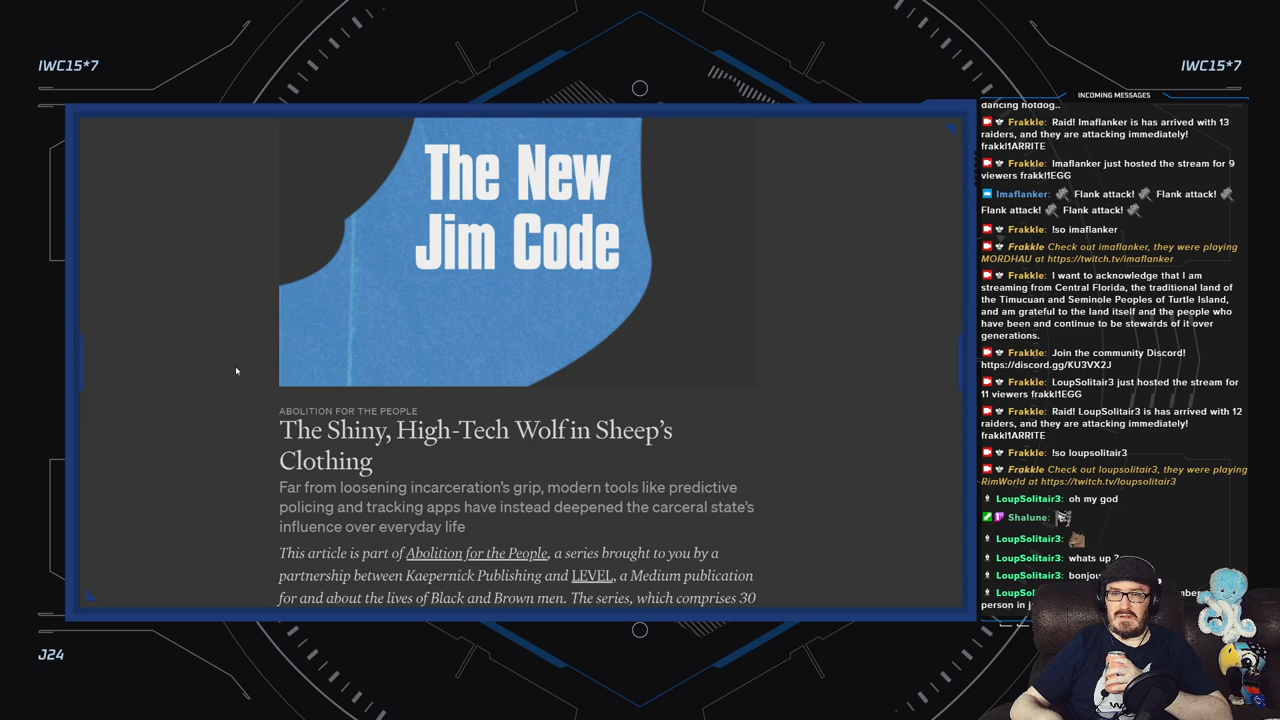 IWC15*7
IWC15*7
The New
Jim Code
ABOLITION FOR THE PEOPLE
The Shiny, High-Tech Wolf in Sheep's
Clothing
Far from loosening incarceration's grip, modern tools like predictive
policing and tracking apps have instead deepened the carceral state's
influence over everyday life
This article is part of Abolition for the People, a series brought to you by a
partnership between Kaepernick Publishing and LEVEL, a Medium publication
for and about the lives of Black and Brown men. The series, which comprises 30
J24
INCOMING MESSAGES
dancing hotdog..
Frakkle: Raid! Imaflanker is has arrived with 13
raiders, and they are attacking immediately!
frakkl1ARRITE
Frakkle: Imaflanker just hosted the stream for 9
viewers frakkl1EGG
Imaflanker: Flank attack! Flank attack!
Flank attack! Flank attack!
Frakkle: !so imaflanker
Frakkle Check out imaflanker, they were playing
MORDHAU at https://twitch.tv/imaflanker
Frakkle: I want to acknowledge that I am
streaming from Central Florida, the traditional land of
the Timucuan and Seminole Peoples of Turtle Island,
and am grateful to the land itself and the people who
have been and continue to be stewards of it over
generations.
Frakkle: Join the community Discord!
https://discord.gg/KU3VX2J
Frakkle: LoupSolitair3 just hosted the stream for
11 viewers frakkl1EGG
Frakkle: Raid! LoupSolitair3 is has arrived with 12
raiders, and they are attacking immediately!
frakkl1ARRITE
Frakkle: !so loupsolitair3
Frakkle Check out loupsolitair3, they were playing
RimWorld at https://twitch.tv/loupsolitair3
LoupSolitair3: oh my god
Shalune:
LoupSolitair3:
LoupSolitair3: whats up ?
LoupSolitair3:
person in